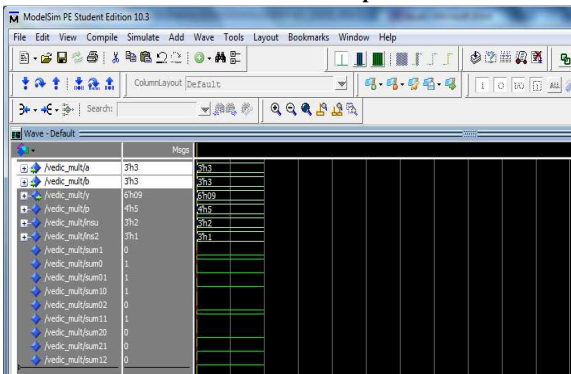 ModelSim PE Student Edition 10.3
File Edit View Compile Simulate Add Wave Tools Layout Bookmarks Window Help
ColumnLayout Default
Search:
Wave - Default
Msgs
/vedic_mult/a 3'h3 3'h3
/vedic_mult/b 3'h3 3'h3
/vedic_mult/y 6'h09 6'h09
/vedic_mult/p 4'h5 4'h5
/vedic_mult/insu 3'h2 3'h2
/vedic_mult/ins2 3'h1 3'h1
/vedic_mult/sum1 0
/vedic_mult/sum0 1
/vedic_mult/sum01 1
/vedic_mult/sum10 1
/vedic_mult/sum02 0
/vedic_mult/sum11 1
/vedic_mult/sum20 0
/vedic_mult/sum21 0
/vedic_mult/sum12 0